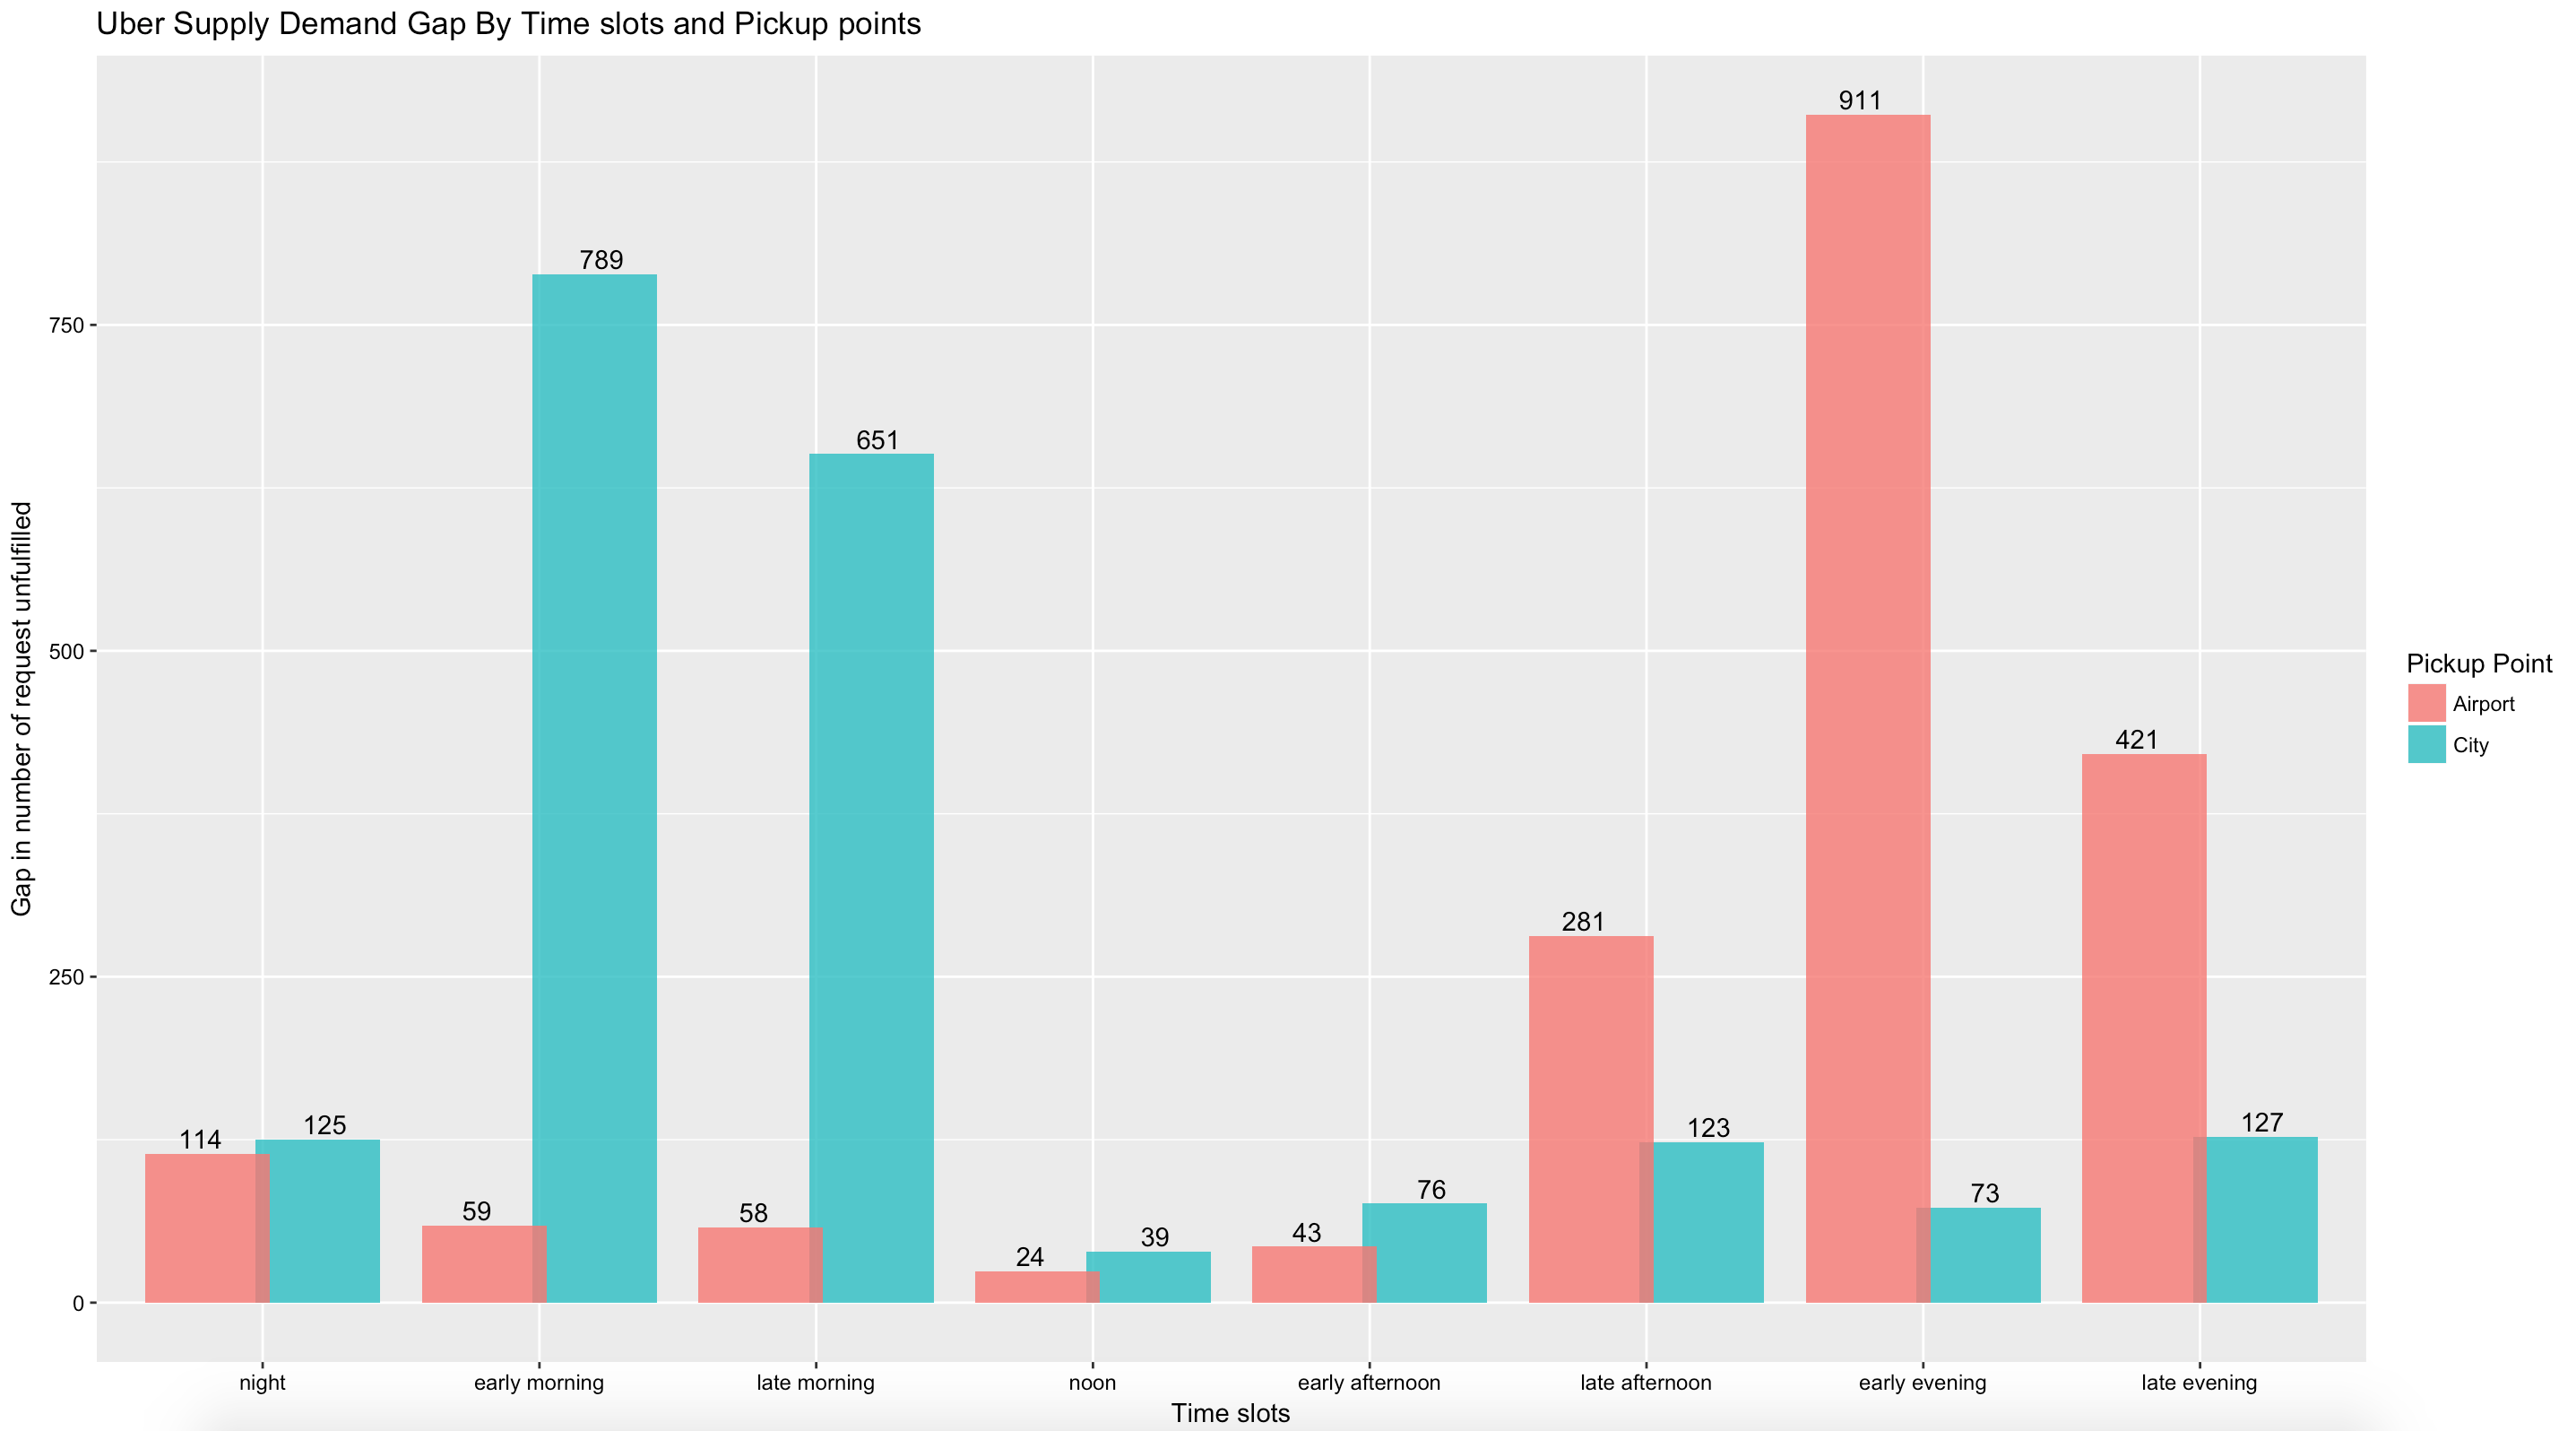 Uber Supply Demand Gap By Time slots and Pickup points
Gap in number of request unfulfilled
750
500
250
0
114
125
59
789
58
651
24
39
43
76
281
123
911
73
421
127
night
early morning
late morning
noon
early afternoon
late afternoon
early evening
late evening
Time slots
Pickup Point
Airport
City